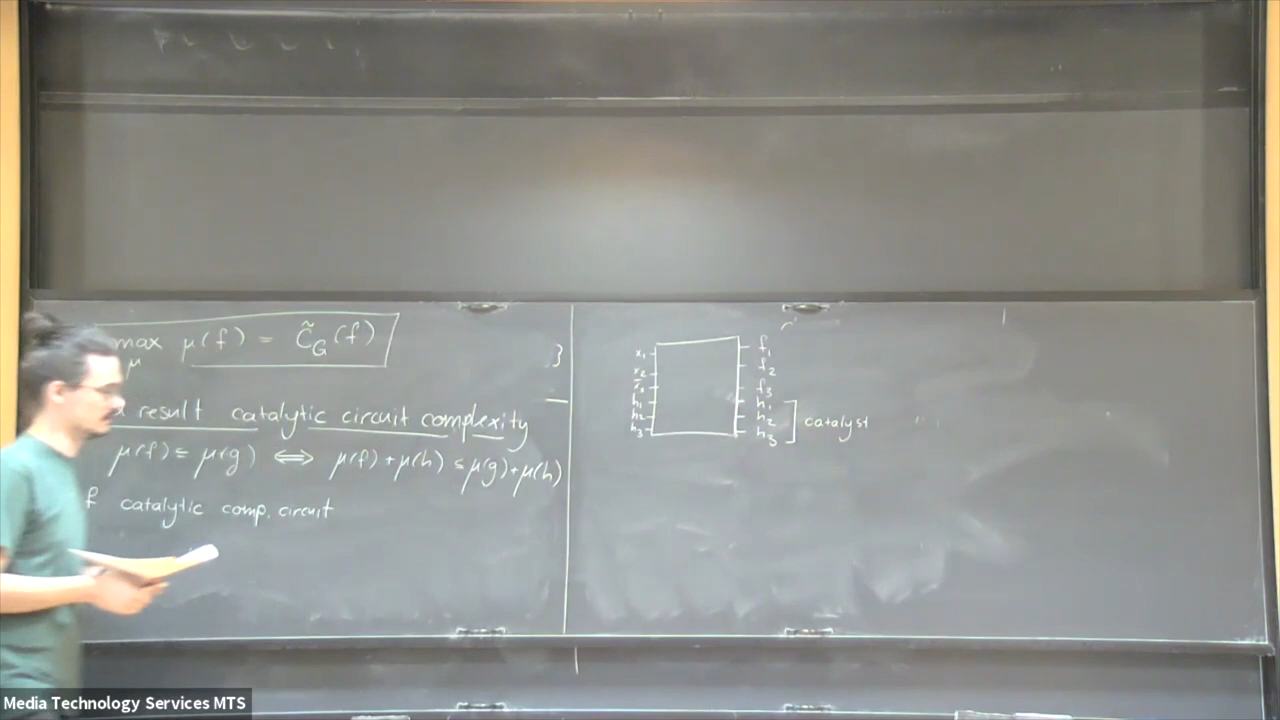 max μ(f) = C̃_G(f)
μ
result catalytic circuit complexity
μ(f) ≤ μ(g) ⟺ μ(f)+μ(h) ≤ μ(g)+μ(h)
f catalytic comp. circuit
x₁ f₁
x₂ f₂
f₃
h₁ h₁
h₂ h₂ catalyst
h₃ h₃
Media Technology Services MTS